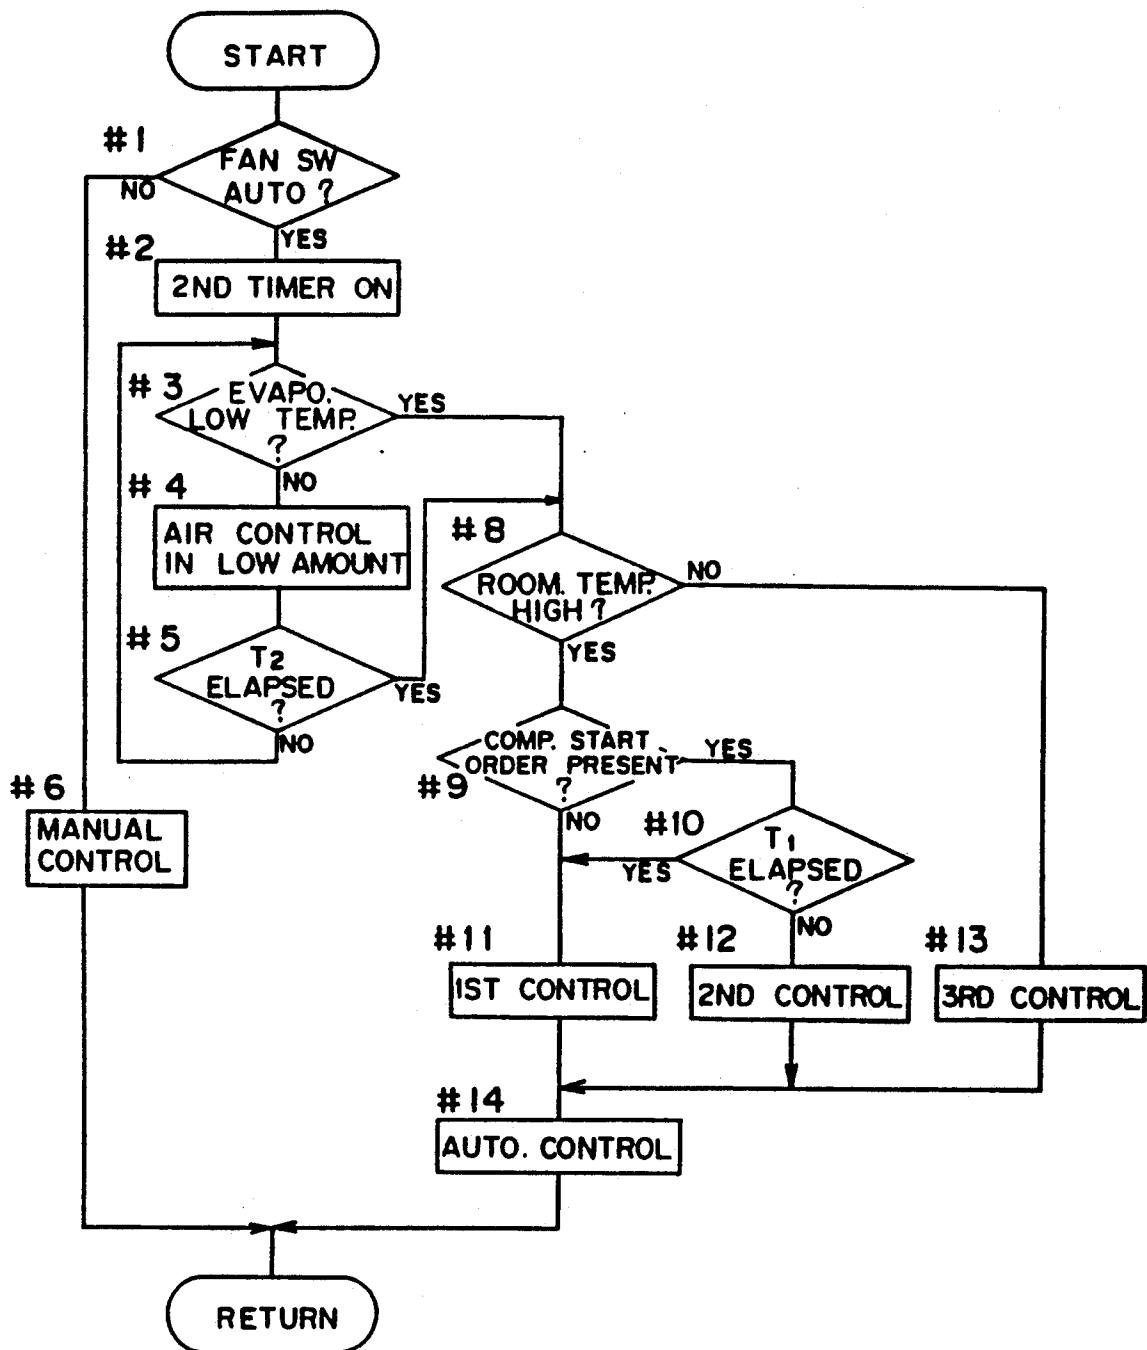 START
#1
FAN SW
AUTO ?
NO
YES
#2
2ND TIMER ON
#3
EVAPO.
LOW TEMP.
?
YES
NO
#4
AIR CONTROL
IN LOW AMOUNT
#5
T2
ELAPSED
?
YES
NO
#8
ROOM. TEMP.
HIGH ?
NO
YES
#9
COMP. START
ORDER PRESENT
?
YES
NO
#6
MANUAL
CONTROL
#10
T1
ELAPSED
?
YES
NO
#11
1ST CONTROL
#12
2ND CONTROL
#13
3RD CONTROL
#14
AUTO. CONTROL
RETURN